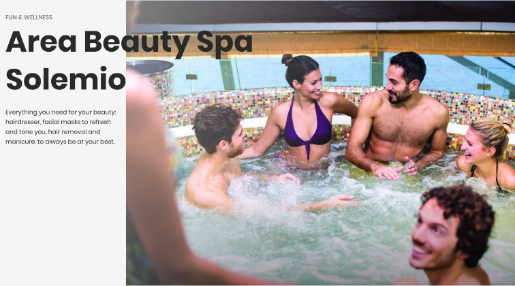 FUN & WELLNESS
Area Beauty Spa
Solemio
Everything you need for your beauty:
hairdresser, facial masks to refresh
and tone you, hair removal and
manicure, to always be at your best.